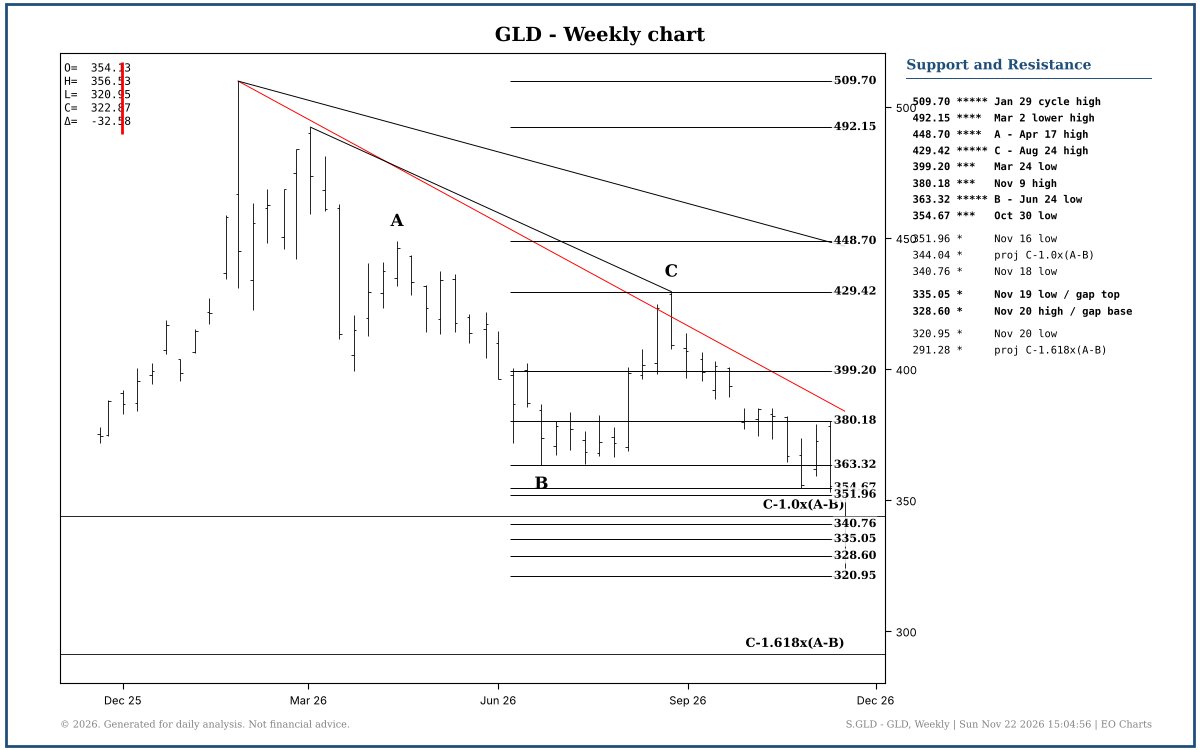 GLD - Weekly chart
O= 354.13
H= 356.53
L= 320.95
C= 322.87
Δ= -32.58
Support and Resistance
509.70 ***** Jan 29 cycle high
492.15 **** Mar 2 lower high
448.70 **** A - Apr 17 high
429.42 ***** C - Aug 24 high
399.20 *** Mar 24 low
380.18 *** Nov 9 high
363.32 ***** B - Jun 24 low
354.67 *** Oct 30 low
351.96 * Nov 16 low
344.04 * proj C-1.0x(A-B)
340.76 * Nov 18 low
335.05 * Nov 19 low / gap top
328.60 * Nov 20 high / gap base
320.95 * Nov 20 low
291.28 * proj C-1.618x(A-B)
509.70
492.15
448.70
429.42
399.20
380.18
363.32
354.67
351.96
340.76
335.05
328.60
320.95
A
B
C
C-1.0x(A-B)
C-1.618x(A-B)
500
450
400
350
300
Dec 25
Mar 26
Jun 26
Sep 26
Dec 26
© 2026. Generated for daily analysis. Not financial advice.
S.GLD - GLD, Weekly | Sun Nov 22 2026 15:04:56 | EO Charts